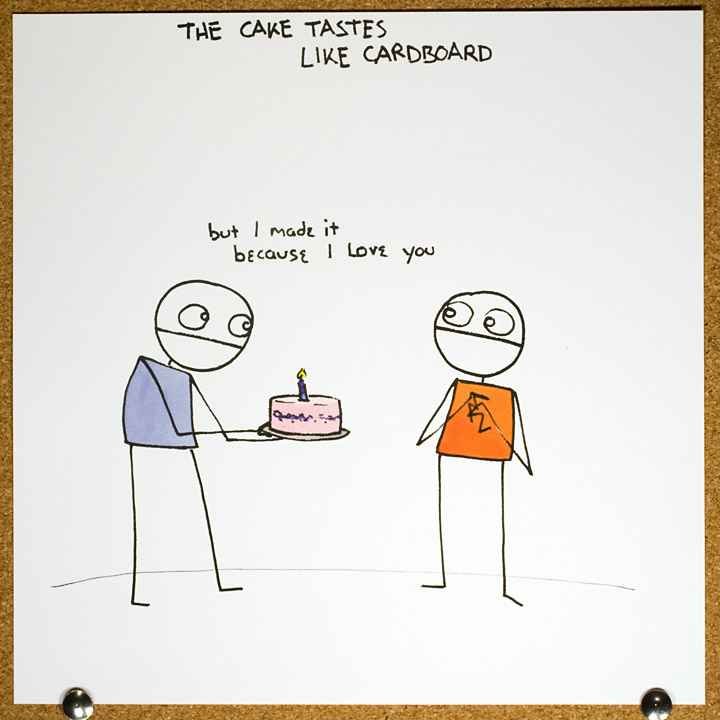 THE CAKE TASTES
LIKE CARDBOARD
but I made it
because I Love you